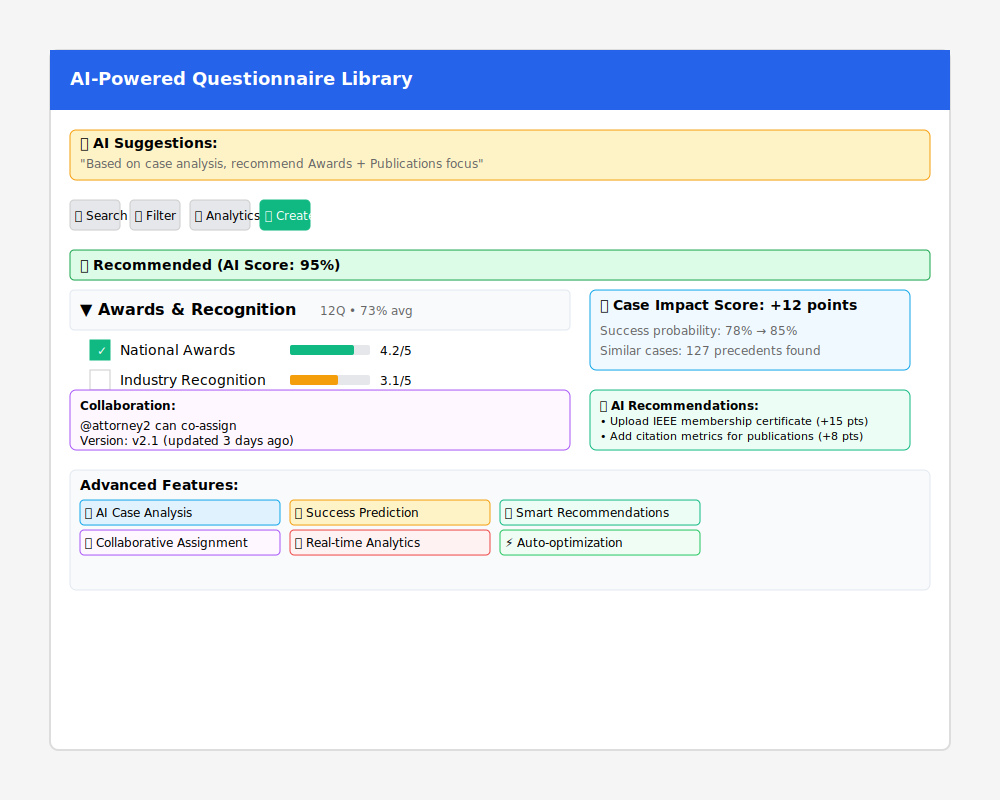 AI-Powered Questionnaire Library
AI Suggestions:
"Based on case analysis, recommend Awards + Publications focus"
Search Filter Analytics Create
Recommended (AI Score: 95%)
▼ Awards & Recognition 12Q • 73% avg
✓ National Awards 4.2/5
Industry Recognition 3.1/5
Case Impact Score: +12 points
Success probability: 78% → 85%
Similar cases: 127 precedents found
Collaboration:
@attorney2 can co-assign
Version: v2.1 (updated 3 days ago)
AI Recommendations:
• Upload IEEE membership certificate (+15 pts)
• Add citation metrics for publications (+8 pts)
Advanced Features:
AI Case Analysis Success Prediction Smart Recommendations
Collaborative Assignment Real-time Analytics ⚡ Auto-optimization